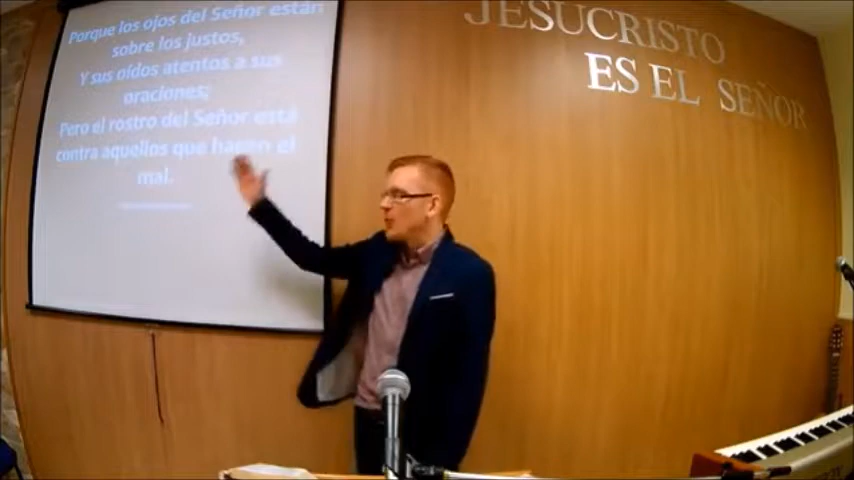 Porque los ojos del Señor están
sobre los justos,
Y sus oídos atentos a sus
oraciones;
Pero el rostro del Señor está
contra aquellos que hacen el
mal.
JESUCRISTO
ES EL SEÑOR